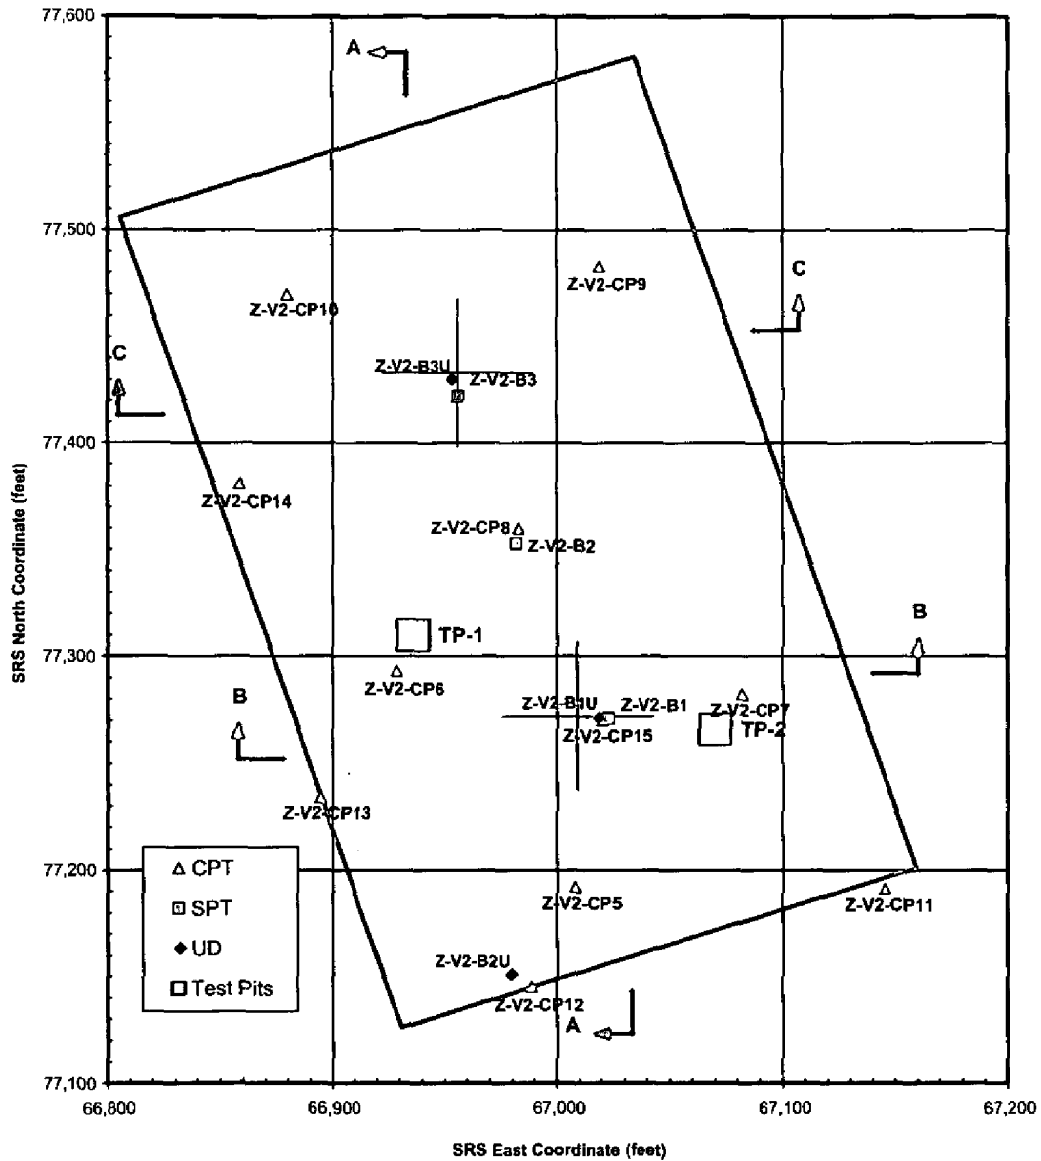 77,600
A
C
Z-V2-CP9
77,500
Z-V2-CP10
C
Z-V2-B3U
Z-V2-B3
77,400
Z-V2-CP14
Z-V2-CP8
Z-V2-B2
B
TP-1
77,300
Z-V2-CP6
B
Z-V2-B1U
Z-V2-B1
Z-V2-CP7
Z-V2-CP15
TP-2
Z-V2-CP13
CPT
SPT
UD
Test Pits
77,200
Z-V2-CP5
Z-V2-CP11
Z-V2-B2U
Z-V2-CP12
A
77,100
66,800
66,900
67,000
67,100
67,200
SRS North Coordinate (feet)
SRS East Coordinate (feet)